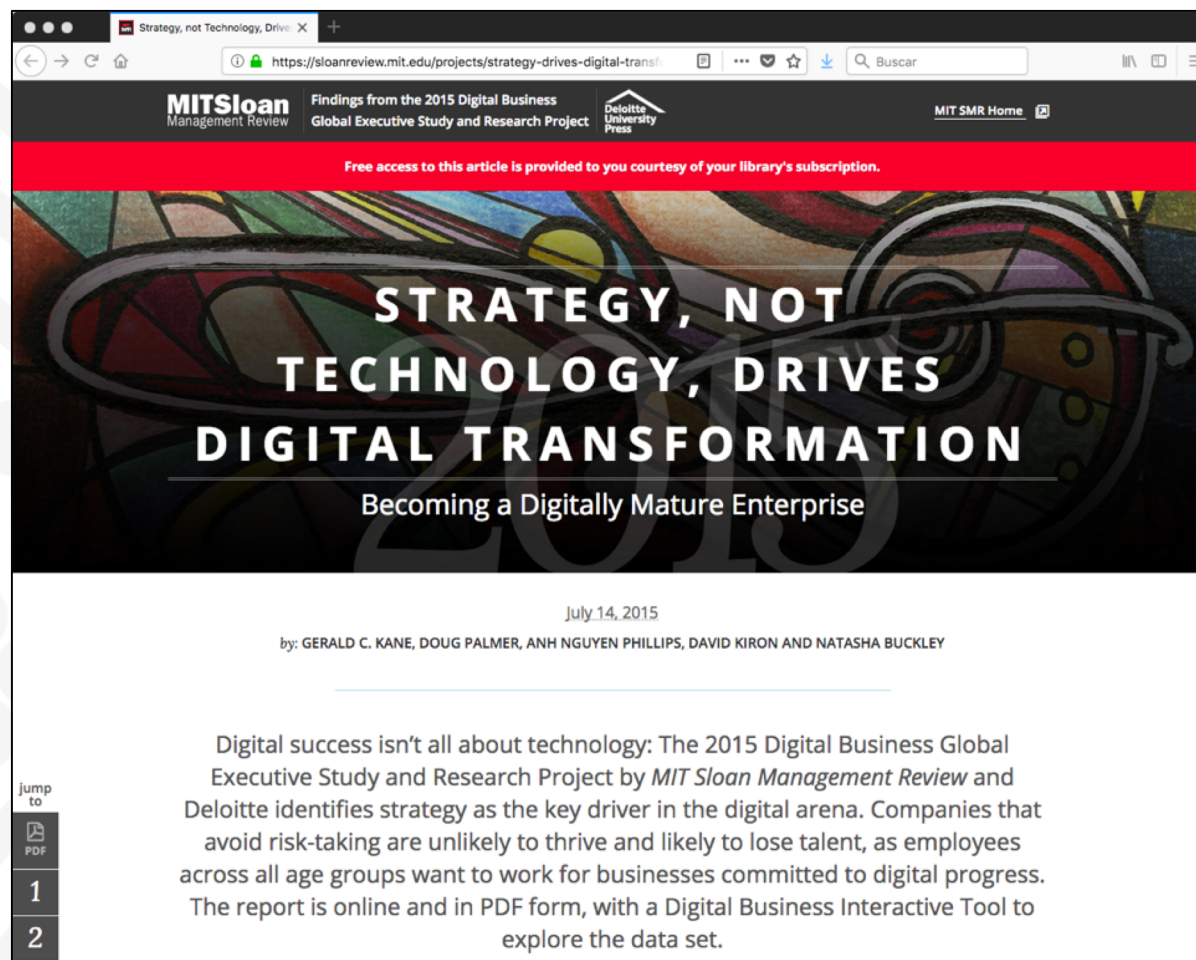 Strategy, not Technology, Drive
https://sloanreview.mit.edu/projects/strategy-drives-digital-transf
Buscar
MITSloan
Management Review
Findings from the 2015 Digital Business
Global Executive Study and Research Project
Deloitte
University
Press
MIT SMR Home
Free access to this article is provided to you courtesy of your library's subscription.
2015
STRATEGY, NOT
TECHNOLOGY, DRIVES
DIGITAL TRANSFORMATION
Becoming a Digitally Mature Enterprise
July 14, 2015
by: GERALD C. KANE, DOUG PALMER, ANH NGUYEN PHILLIPS, DAVID KIRON AND NATASHA BUCKLEY
Digital success isn't all about technology: The 2015 Digital Business Global
Executive Study and Research Project by MIT Sloan Management Review and
Deloitte identifies strategy as the key driver in the digital arena. Companies that
avoid risk-taking are unlikely to thrive and likely to lose talent, as employees
across all age groups want to work for businesses committed to digital progress.
The report is online and in PDF form, with a Digital Business Interactive Tool to
explore the data set.
jump
to
PDF
1
2